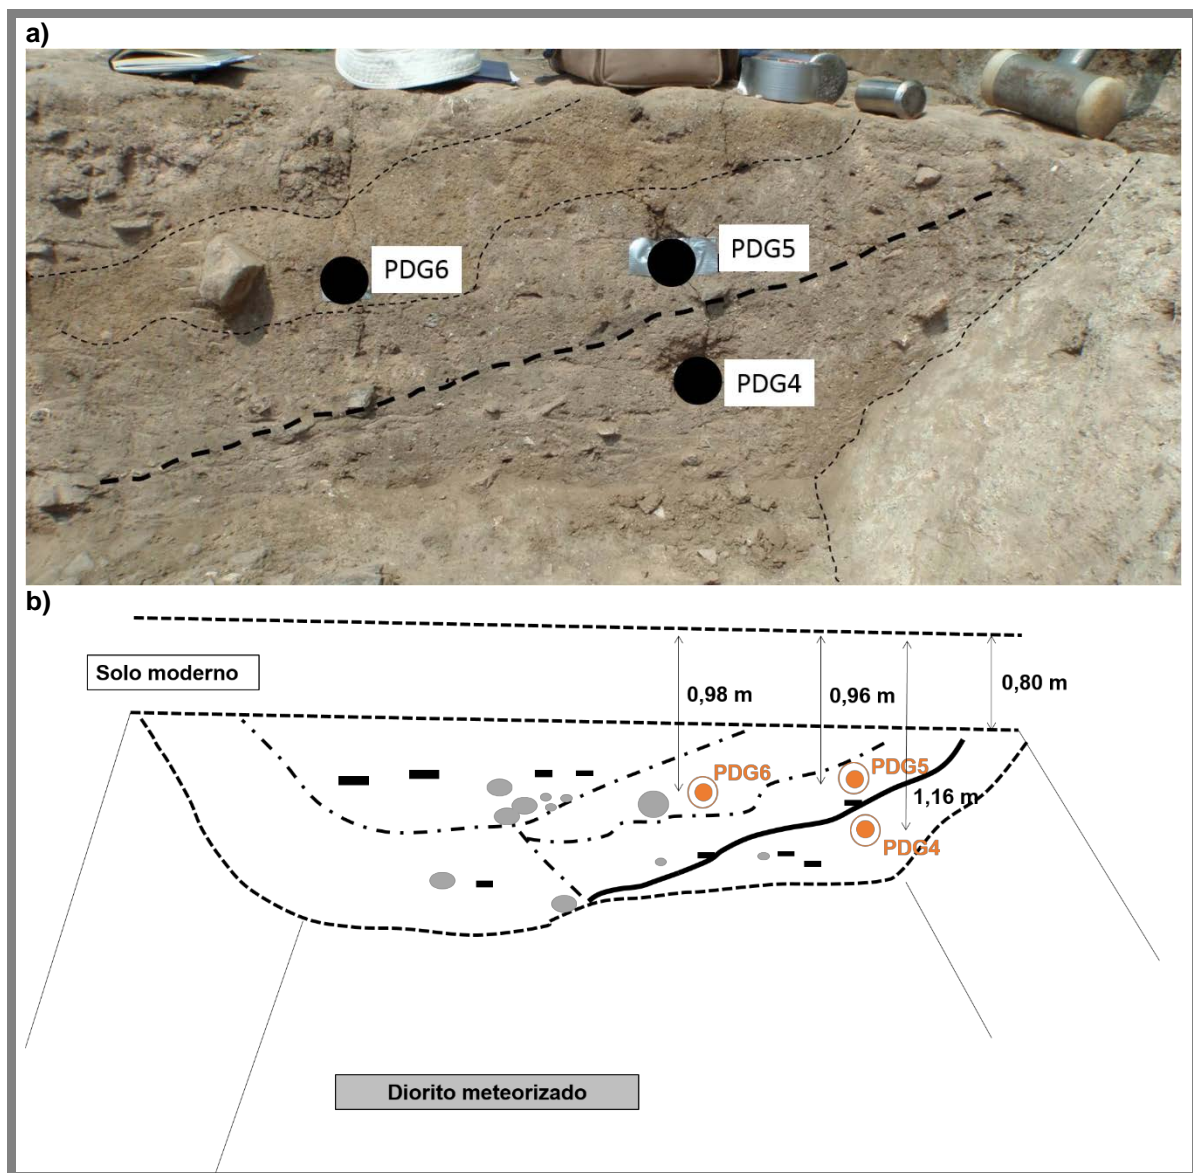 a)
PDG6
PDG5
PDG4
b)
Solo moderno
0,98 m
0,96 m
0,80 m
PDG6
PDG5
1,16 m
PDG4
Diorito meteorizado